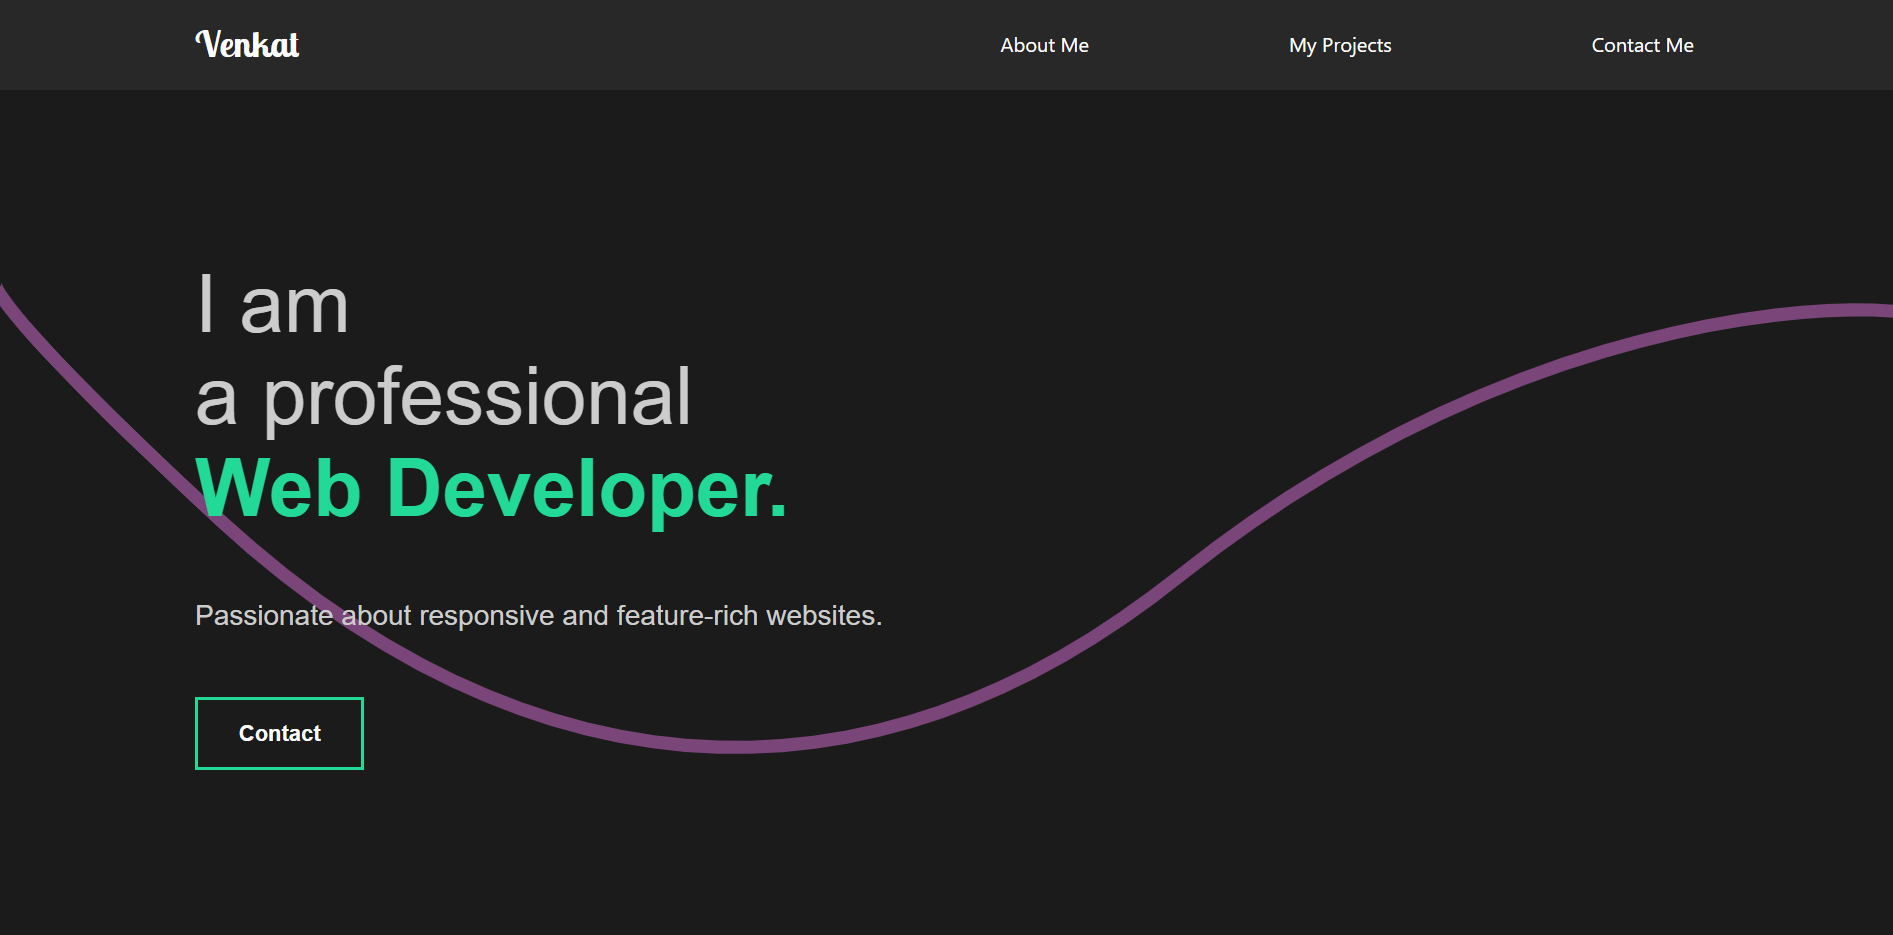 Venkat
About Me
My Projects
Contact Me
I am
a professional
Web Developer.
Passionate about responsive and feature-rich websites.
Contact